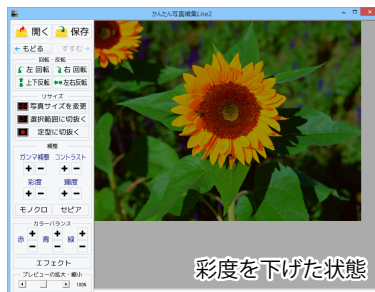 かんたん写真編集Lite2
開く 保存
←もどる すすむ→
回転・反転
左回転 右回転
上下反転 左右反転
リサイズ
写真サイズを変更
選択範囲に切抜く
定型に切抜く
補整
ガンマ補整 コントラスト
+ - + -
彩度 輝度
+ - + -
モノクロ セピア
カラーバランス
赤 + - 青 + - 緑 + -
エフェクト
プレビューの拡大・縮小
100%
彩度を下げた状態